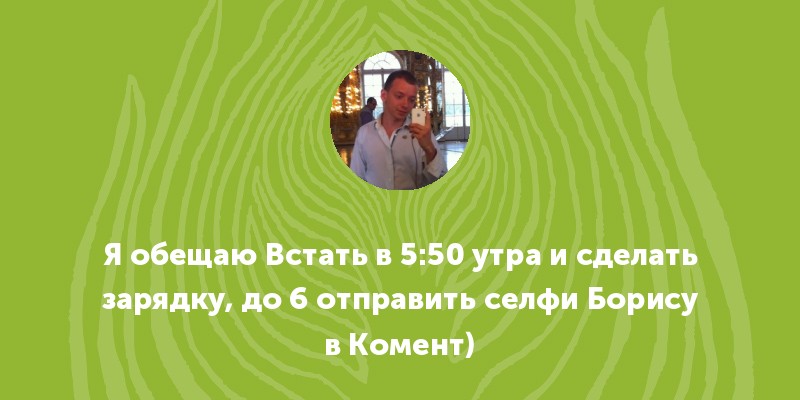 Я обещаю Встать в 5:50 утра и сделать
зарядку, до 6 отправить селфи Борису
в Комент)